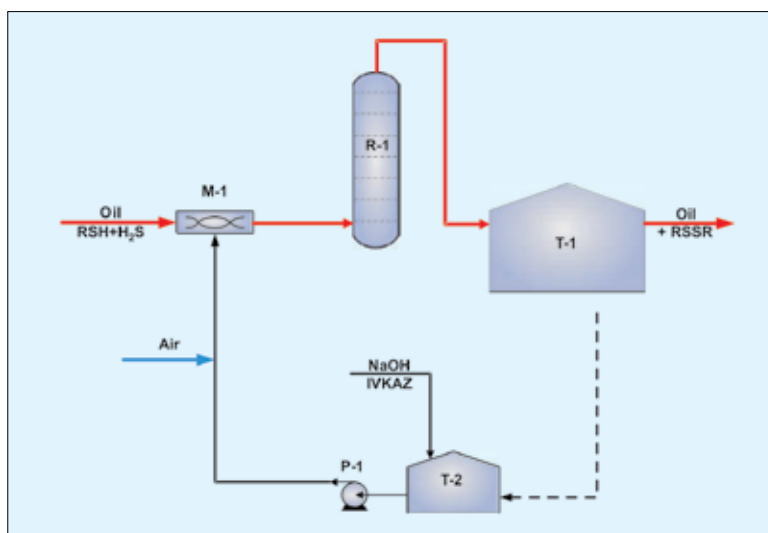 R-1
M-1
Oil
RSH+H₂S
T-1
Oil
+ RSSR
Air
NaOH
IVKAZ
P-1
T-2